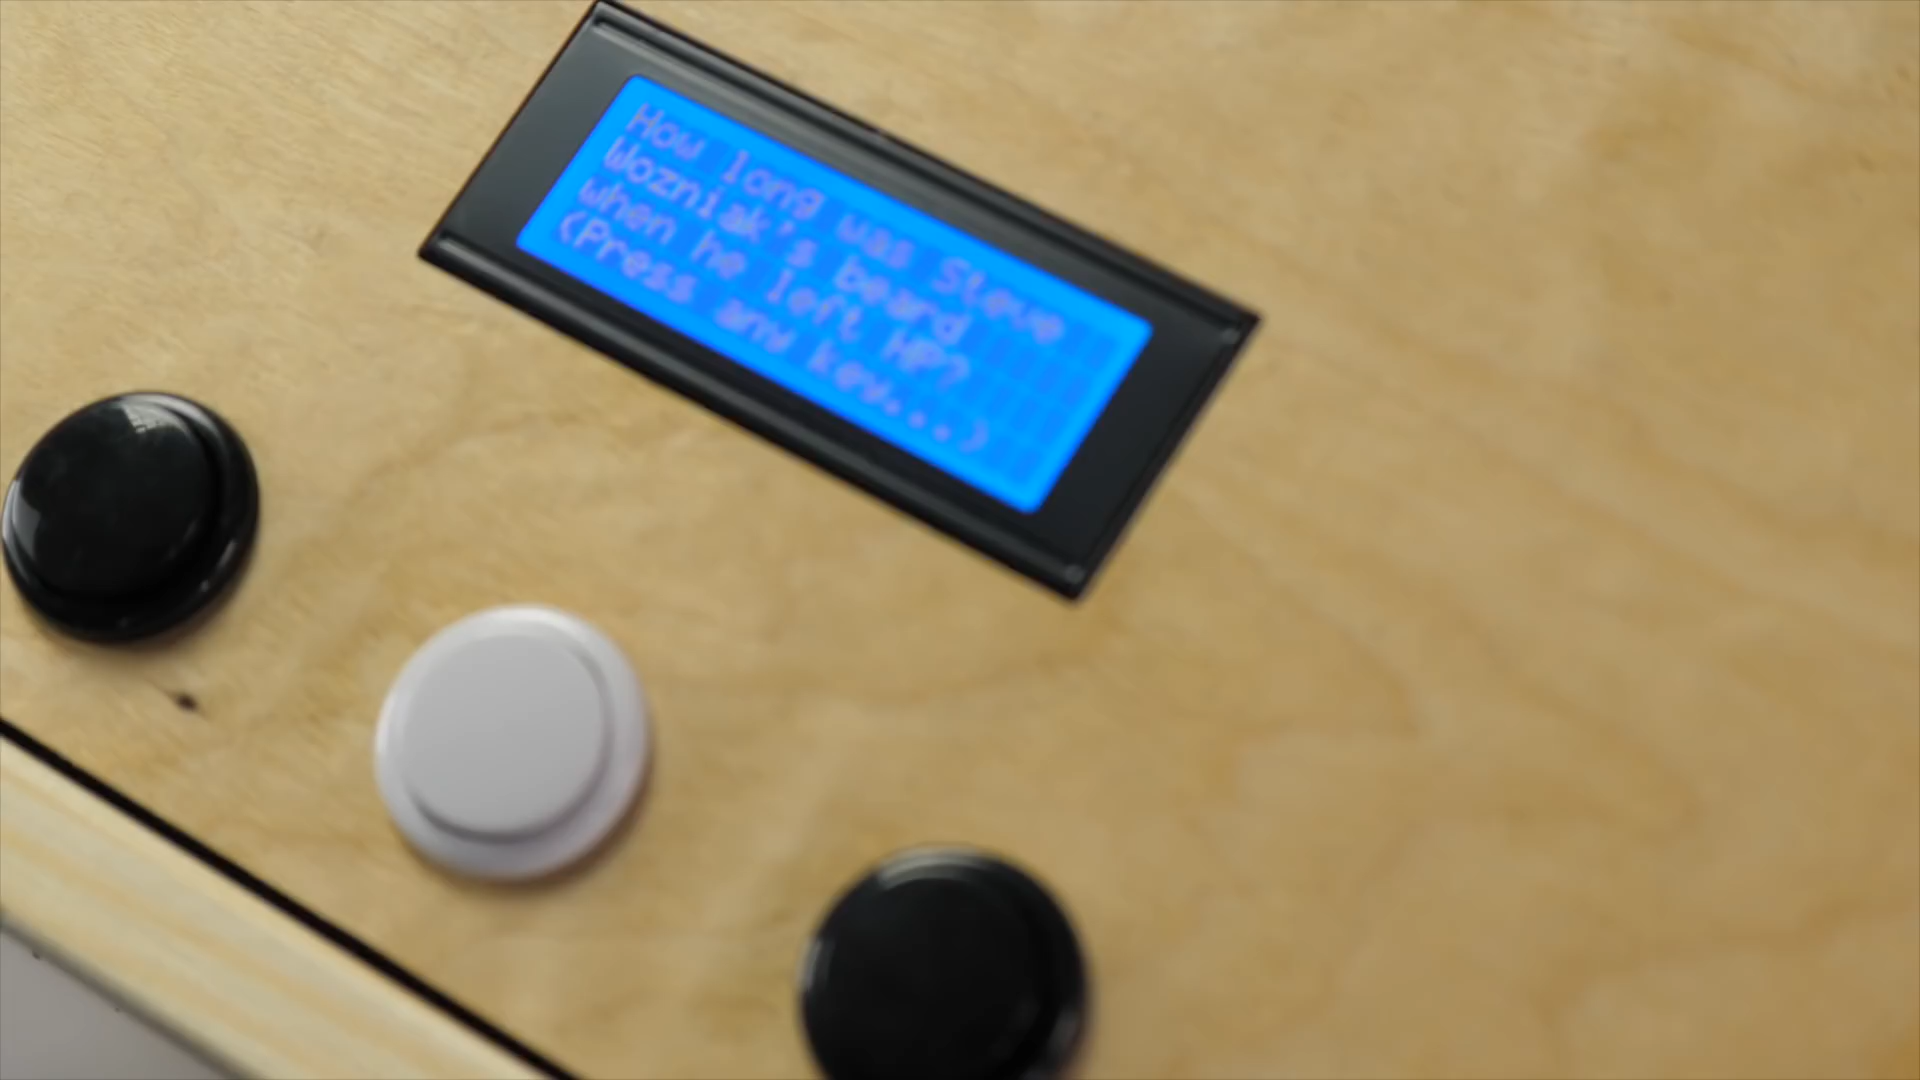 How long was Steve
Wozniak's beard
when he left HP?
(Press any key...)